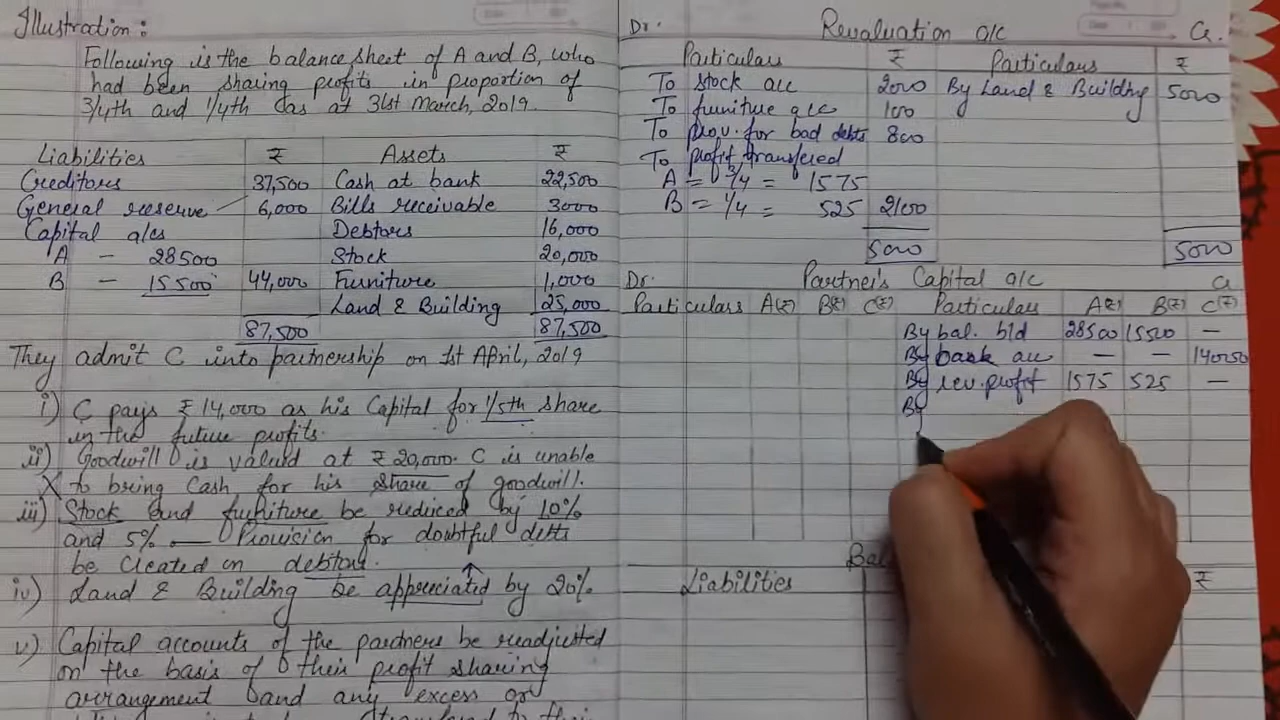 Illustration :
Following is the balance sheet of A and B, who
had been sharing profits in proportion of
3/4th and 1/4th as at 31st March, 2019.
Liabilities ₹ Assets ₹
Creditors 37,500 Cash at bank 22,500
General reserve 6,000 Bills receivable 3000
Capital a/cs Debtors 16,000
A - 28500 Stock 20,000
B - 15500 44,000 Furniture 1,000
Land & Building 25,000
87,500 87,500
They admit C into partnership on 1st April, 2019
i) C pays ₹ 14,000 as his Capital for 1/5th share
in the future profits.
ii) Goodwill is valued at ₹ 20,000. C is unable
to bring Cash for his share of goodwill.
iii) Stock and furniture be reduced by 10%
and 5% Provision for doubtful debts
be created on debtors.
iv) Land & Building be appreciated by 20%
v) Capital accounts of the partners be readjusted
on the basis of their profit sharing
arrangement and any excess or
their
Dr. Revaluation a/c Cr.
Particulars ₹ Particulars ₹
To stock a/c 2000 By Land & Building 5000
To furniture a/c 100
To prov. for bad debts 800
To profit transfered
A = 3/4 = 1575
B = 1/4 = 525 2100
5000 5000
Dr. Partner's Capital a/c Cr
Particulars A(₹) B(₹) C(₹) Particulars A(₹) B(₹) C(₹)
By bal. b/d 28500 15500 —
By bank a/c — — 14000
By rev. profit 1575 525 —
By
Bal
Liabilities ₹